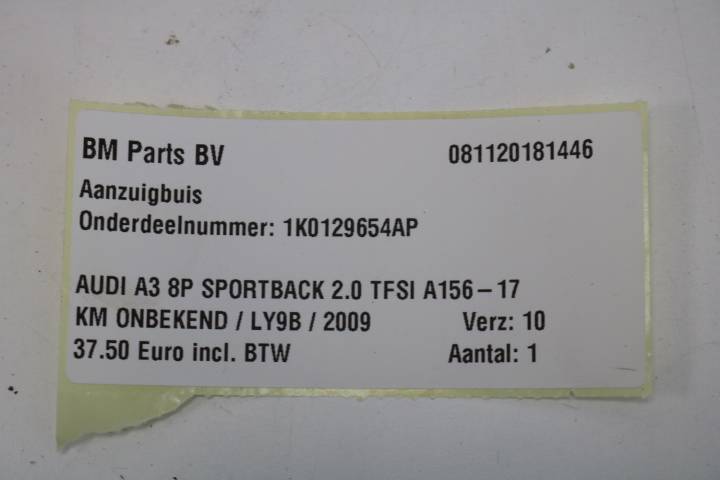 BM Parts BV 081120181446
Aanzuigbuis
Onderdeelnummer: 1K0129654AP
AUDI A3 8P SPORTBACK 2.0 TFSI A156-17
KM ONBEKEND / LY9B / 2009 Verz: 10
37.50 Euro incl. BTW Aantal: 1